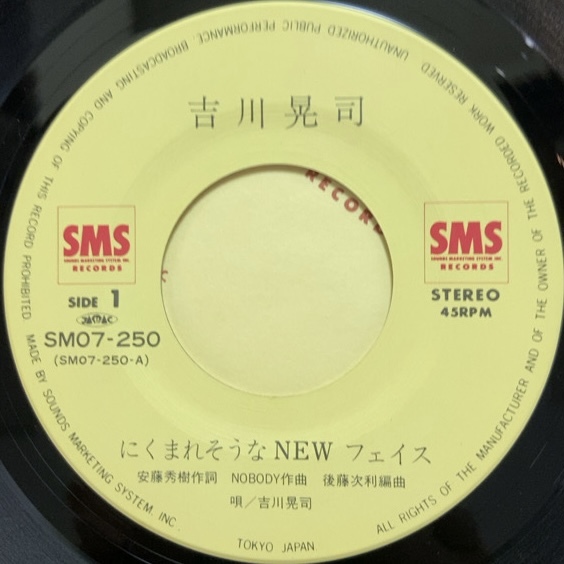 吉川晃司
RECORD
SMS
SOUNDS MARKETING SYSTEM INC.
RECORDS
SIDE 1
JASRAC
SM07-250
(SM07-250-A)
SMS
SOUNDS MARKETING SYSTEM INC.
RECORDS
STEREO
45RPM
にくまれそうなNEW フェイス
安藤秀樹作詞 NOBODY作曲 後藤次利編曲
唄／吉川晃司
ALL RIGHTS OF THE MANUFACTURER AND OF THE OWNER OF THE RECORDED WORK RESERVED UNAUTHORIZED PUBLIC PERFORMANCE. BROADCASTING AND COPYING OF THIS RECORD PROHIBITED. MADE BY SOUNDS MARKETING SYSTEM, INC.
TOKYO JAPAN